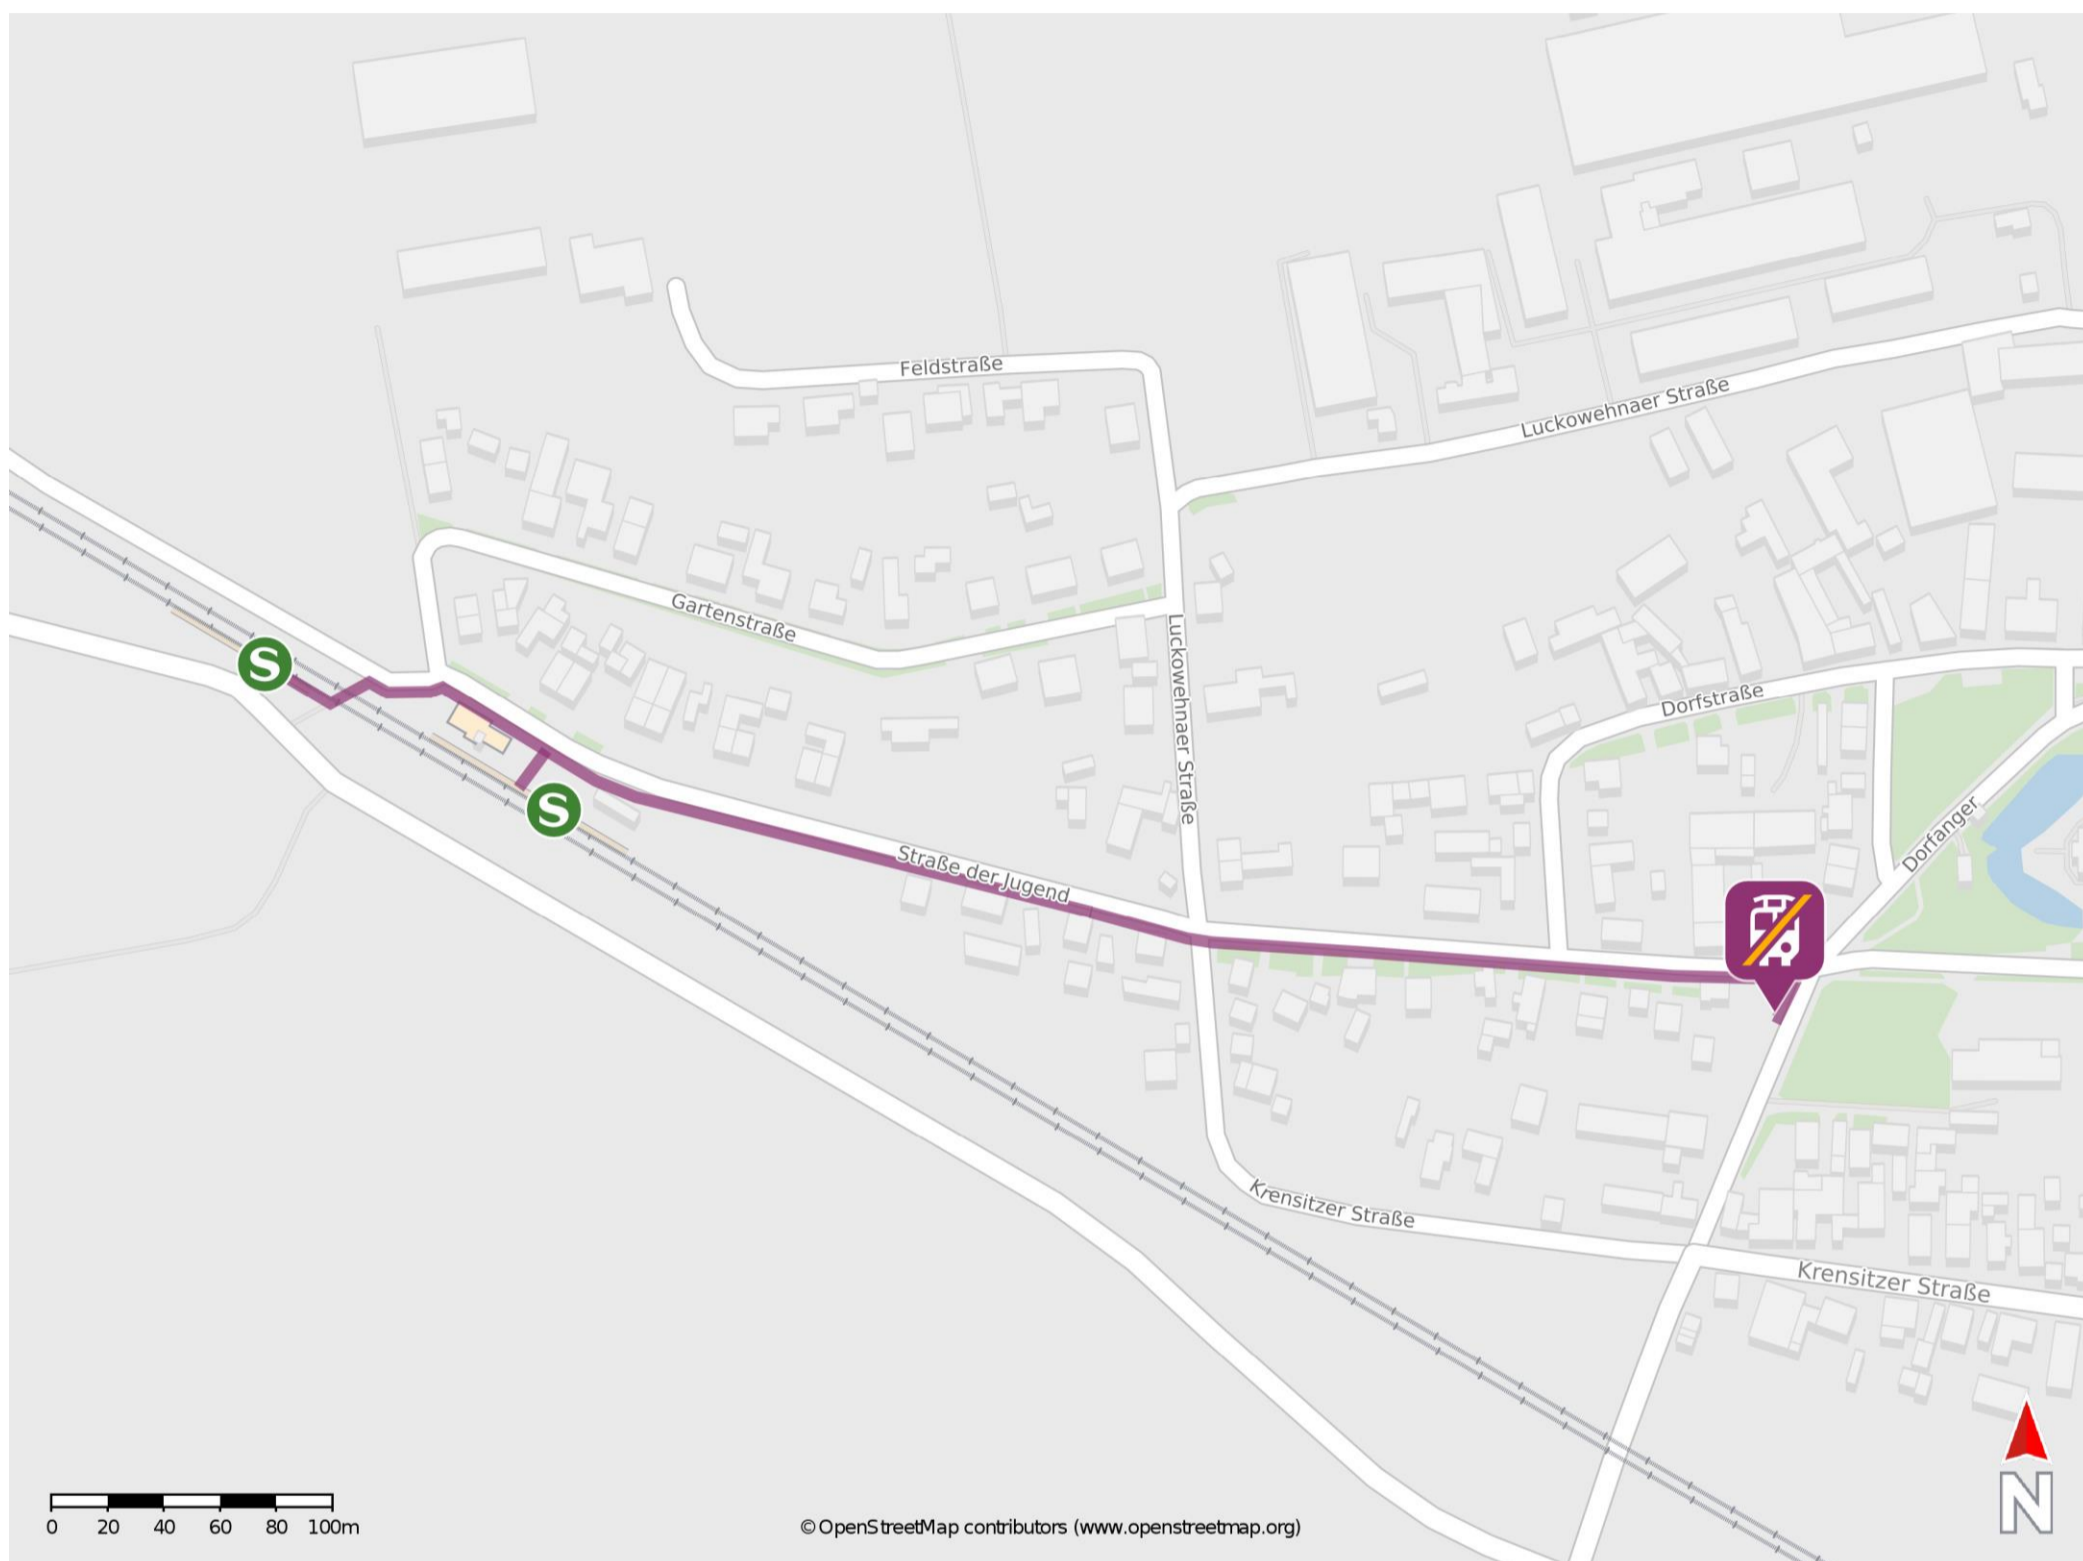 Feldstraße
Luckowehnaer Straße
Gartenstraße
Luckowehnaer Straße
S
Dorfstraße
S
Straße der Jugend
Dorfanger
Krensitzer Straße
Krensitzer Straße
0 20 40 60 80 100m
© OpenStreetMap contributors (www.openstreetmap.org)
N